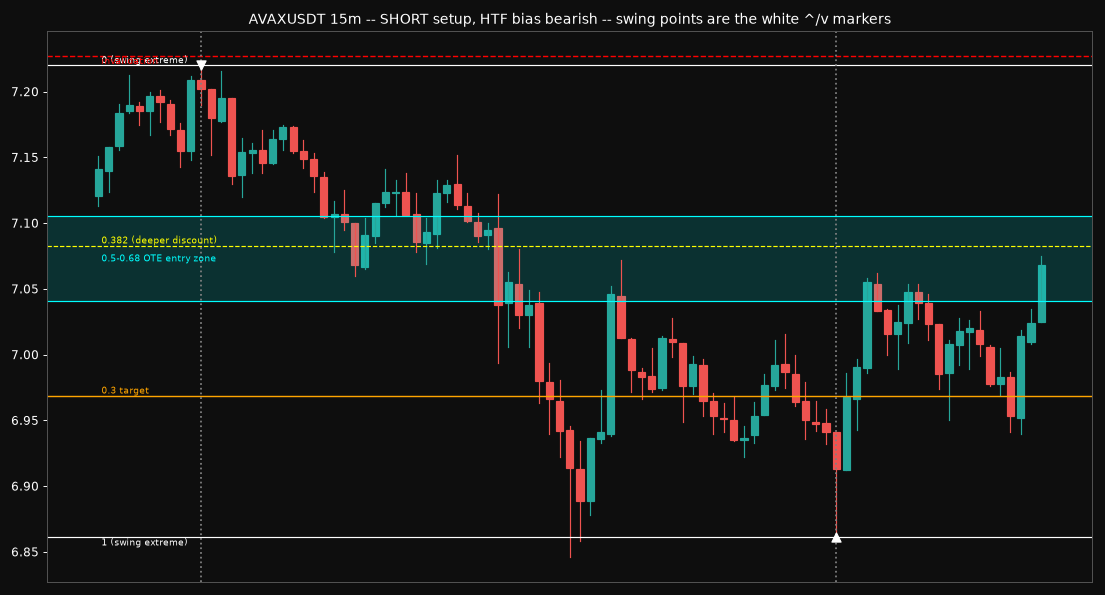 AVAXUSDT 15m -- SHORT setup, HTF bias bearish -- swing points are the white ^/v markers
0 (swing extreme)
7.20
7.15
7.10
0.382 (deeper discount)
0.5-0.68 OTE entry zone
7.05
7.00
0.3 target
6.95
6.90
1 (swing extreme)
6.85